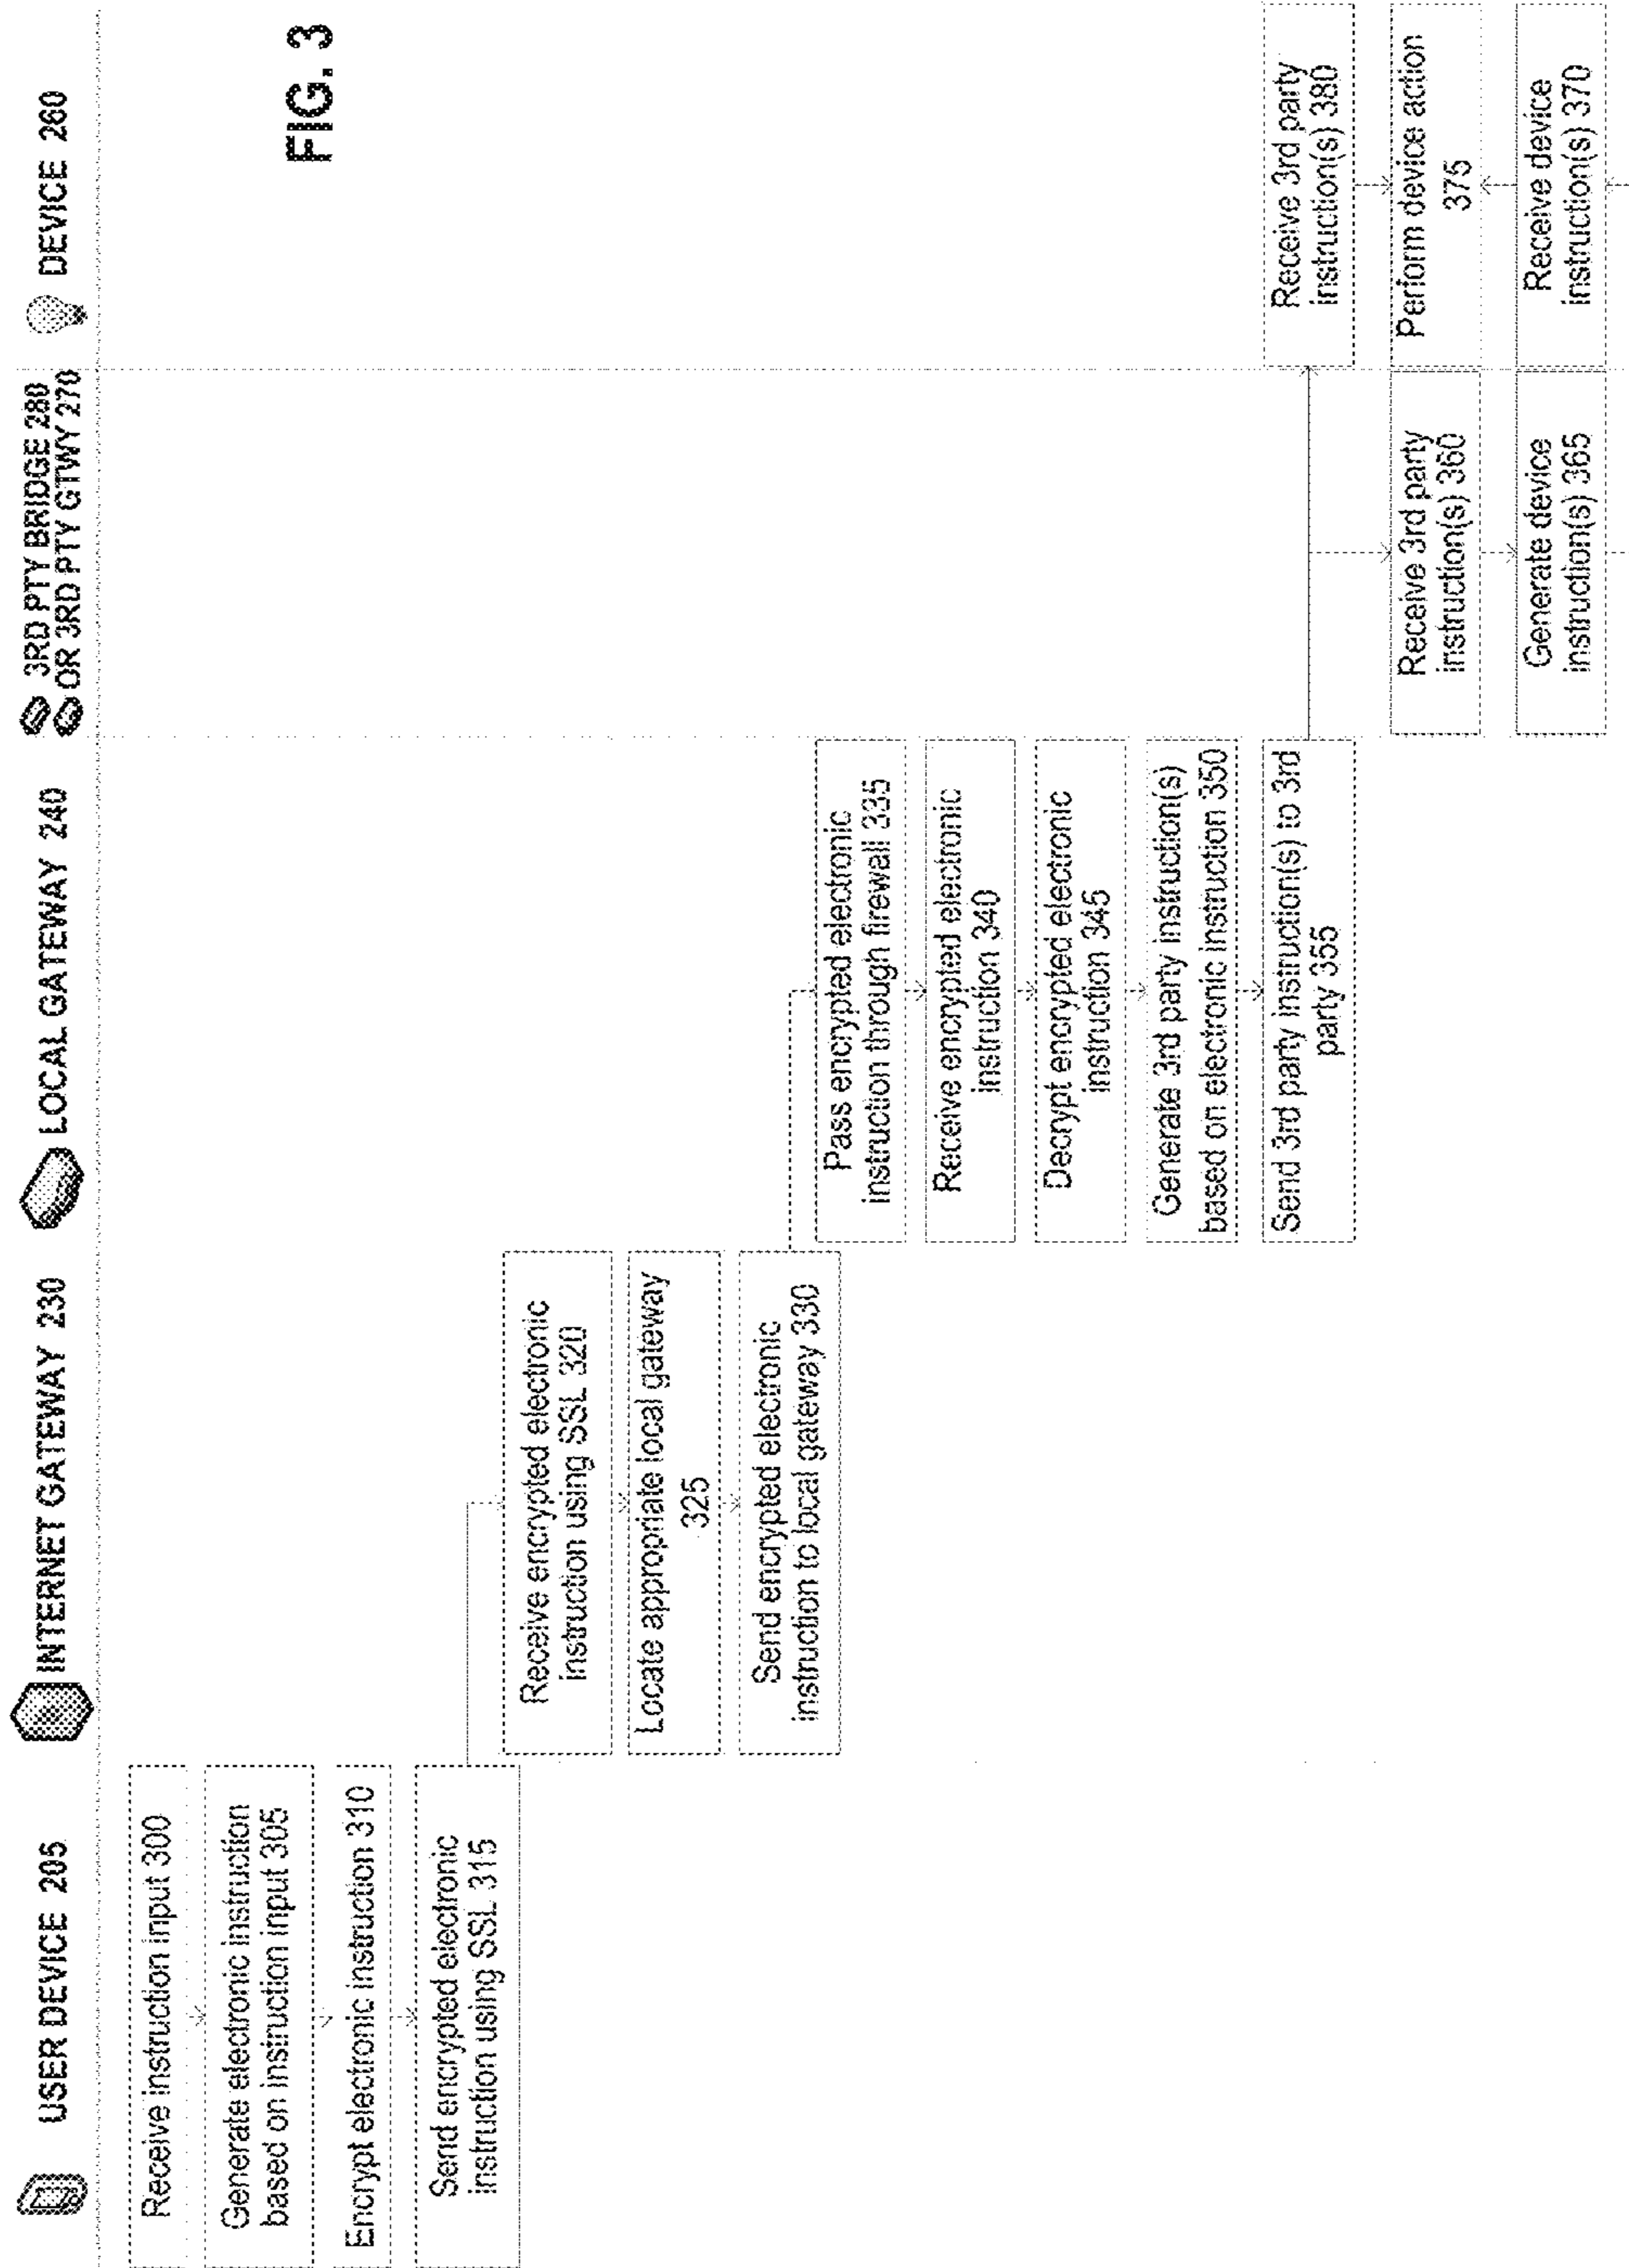 USER DEVICE 205
INTERNET GATEWAY 230
LOCAL GATEWAY 240
3RD PTY BRIDGE 280
OR 3RD PTY GTWY 270
DEVICE 260
FIG. 3
Receive instruction input 300
Generate electronic instruction
based on instruction input 305
Encrypt electronic instruction 310
Send encrypted electronic
instruction using SSL 315
Receive encrypted electronic
instruction using SSL 320
Locate appropriate local gateway
325
Send encrypted electronic
instruction to local gateway 330
Pass encrypted electronic
instruction through firewall 335
Receive encrypted electronic
instruction 340
Decrypt encrypted electronic
instruction 345
Generate 3rd party instruction(s)
based on electronic instruction 350
Send 3rd party instruction(s) to 3rd
party 355
Receive 3rd party
instruction(s) 360
Generate device
instruction(s) 365
Receive 3rd party
instruction(s) 380
Perform device action
375
Receive device
instruction(s) 370